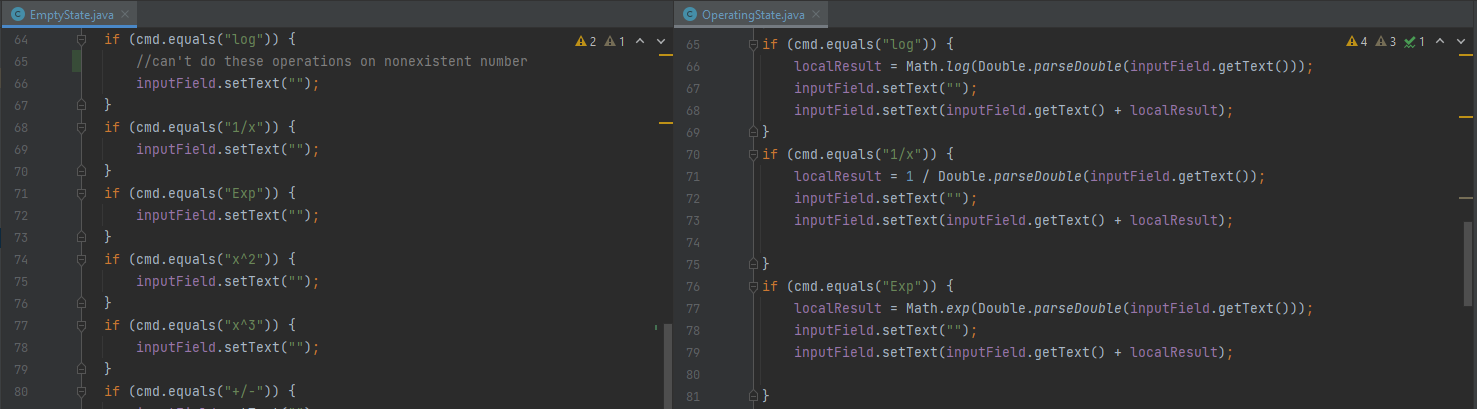 EmptyState.java
64 if (cmd.equals("log")) {
65 //can't do these operations on nonexistent number
66 inputField.setText("");
67 }
68 if (cmd.equals("1/x")) {
69 inputField.setText("");
70 }
71 if (cmd.equals("Exp")) {
72 inputField.setText("");
73 }
74 if (cmd.equals("x^2")) {
75 inputField.setText("");
76 }
77 if (cmd.equals("x^3")) {
78 inputField.setText("");
79 }
80 if (cmd.equals("+/-")) {
2 1
OperatingState.java
65 if (cmd.equals("log")) {
66 localResult = Math.log(Double.parseDouble(inputField.getText()));
67 inputField.setText("");
68 inputField.setText(inputField.getText() + localResult);
69 }
70 if (cmd.equals("1/x")) {
71 localResult = 1 / Double.parseDouble(inputField.getText());
72 inputField.setText("");
73 inputField.setText(inputField.getText() + localResult);
74
75 }
76 if (cmd.equals("Exp")) {
77 localResult = Math.exp(Double.parseDouble(inputField.getText()));
78 inputField.setText("");
79 inputField.setText(inputField.getText() + localResult);
80
81 }
4 3 1